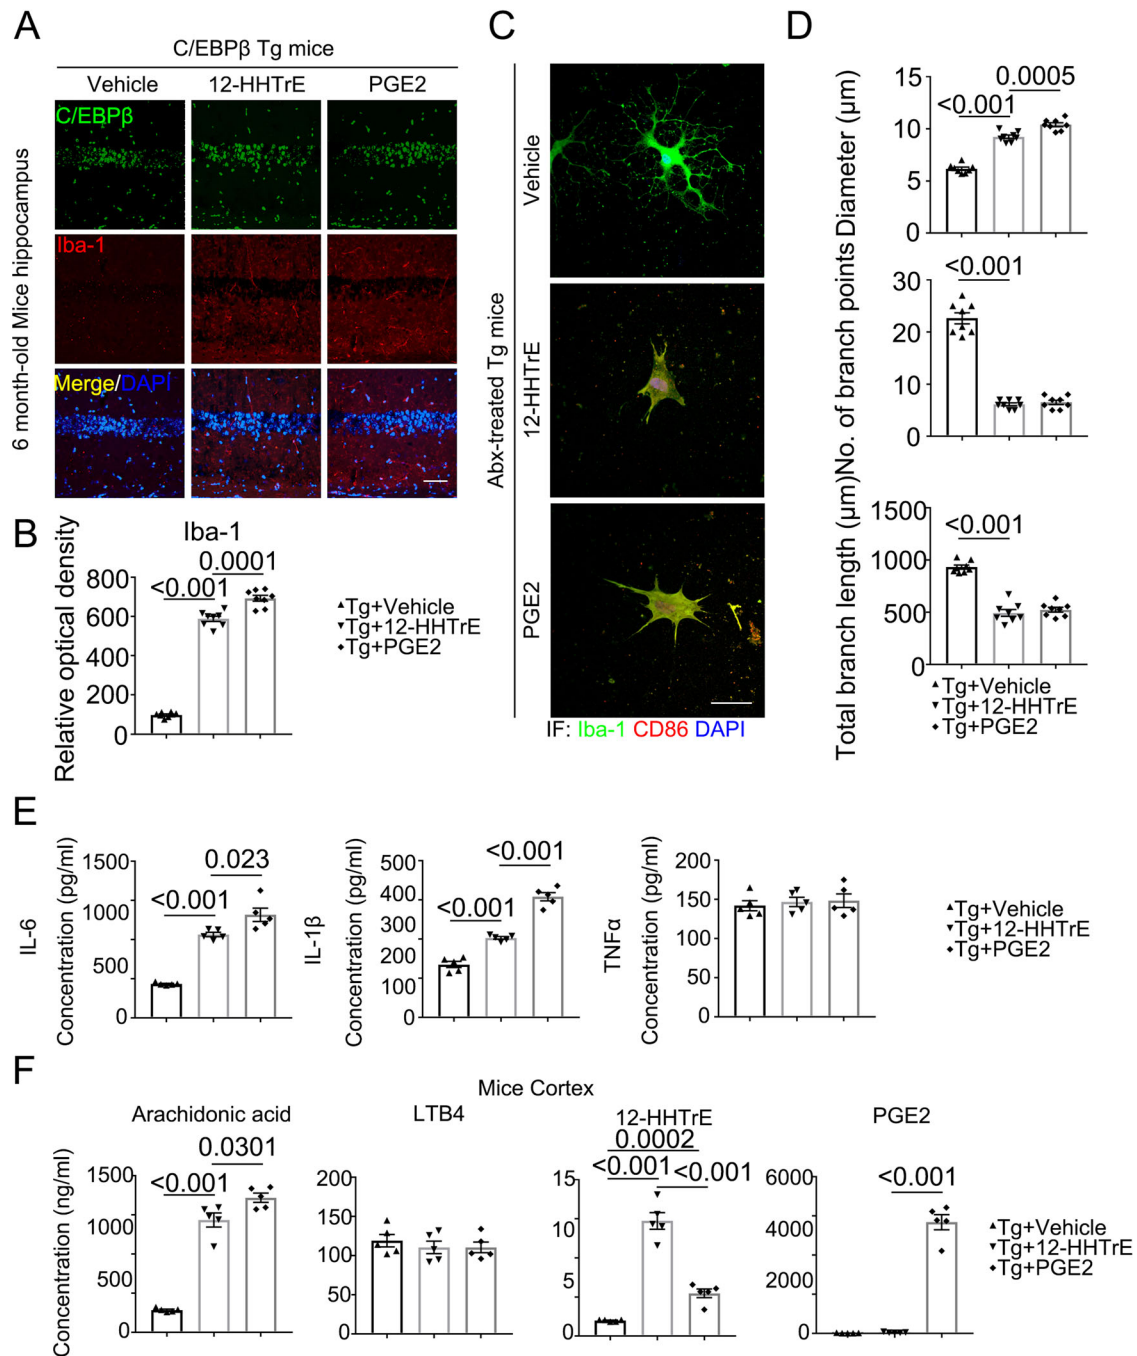 A
C/EBPβ Tg mice
Vehicle 12-HHTrE PGE2
6 month-old Mice hippocampus
C/EBPβ
Iba-1
Merge/DAPI
B
Iba-1
Relative optical density
<0.001
0.0001
800
600
400
200
0
Tg+Vehicle
Tg+12-HHTrE
Tg+PGE2
C
Abx-treated Tg mice
Vehicle
12-HHTrE
PGE2
IF: Iba-1 CD86 DAPI
D
Diameter (µm)
0.0005
<0.001
15
10
5
0
No. of branch points
<0.001
30
20
10
0
Total branch length (µm)
<0.001
1500
1000
500
0
Tg+Vehicle
Tg+12-HHTrE
Tg+PGE2
E
IL-6
Concentration (pg/ml)
0.023
<0.001
1500
1000
500
0
IL-1β
Concentration (pg/ml)
<0.001
<0.001
500
400
300
200
100
0
TNFα
Concentration (pg/ml)
200
150
100
50
0
Tg+Vehicle
Tg+12-HHTrE
Tg+PGE2
F
Mice Cortex
Arachidonic acid
Concentration (ng/ml)
0.0301
<0.001
1500
1000
500
0
LTB4
200
150
100
50
0
12-HHTrE
0.0002
<0.001
<0.001
15
10
5
0
PGE2
<0.001
6000
4000
2000
0
Tg+Vehicle
Tg+12-HHTrE
Tg+PGE2